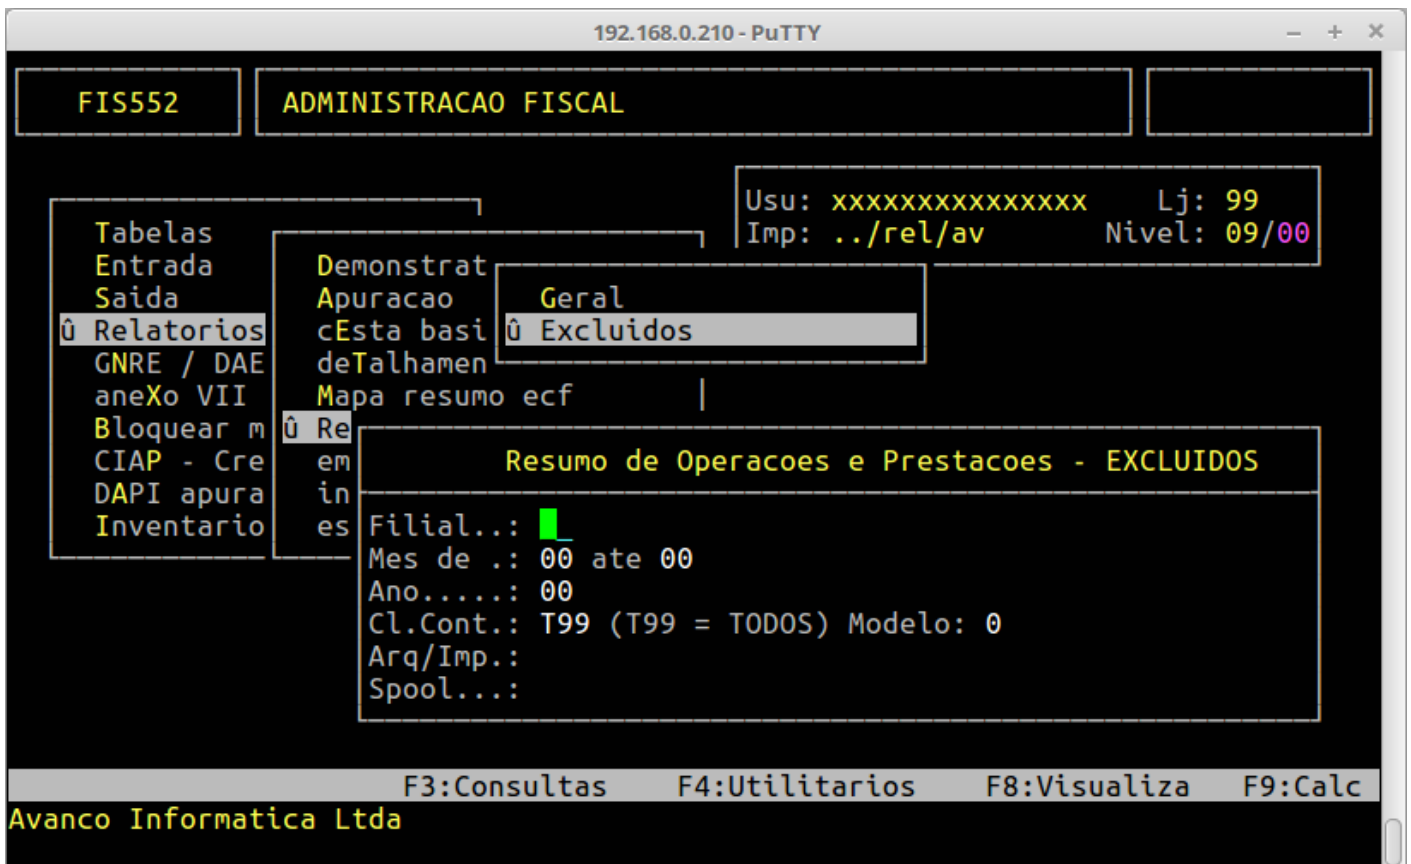 192.168.0.210 - PuTTY
FIS552 ADMINISTRACAO FISCAL
Usu: xxxxxxxxxxxxxxx Lj: 99
Imp: ../rel/av Nivel: 09/00
Tabelas
Entrada
Saida
û Relatorios
GNRE / DAE
aneXo VII
Bloquear m
CIAP - Cre
DAPI apura
Inventario
Demonstrat
Apuracao
cEsta basi
deTalhamen
Mapa resumo ecf
û Re
em
in
es
Geral
û Excluidos
Resumo de Operacoes e Prestacoes - EXCLUIDOS
Filial..:
Mes de .: 00 ate 00
Ano.....: 00
Cl.Cont.: T99 (T99 = TODOS) Modelo: 0
Arq/Imp.:
Spool...:
F3:Consultas F4:Utilitarios F8:Visualiza F9:Calc
Avanco Informatica Ltda